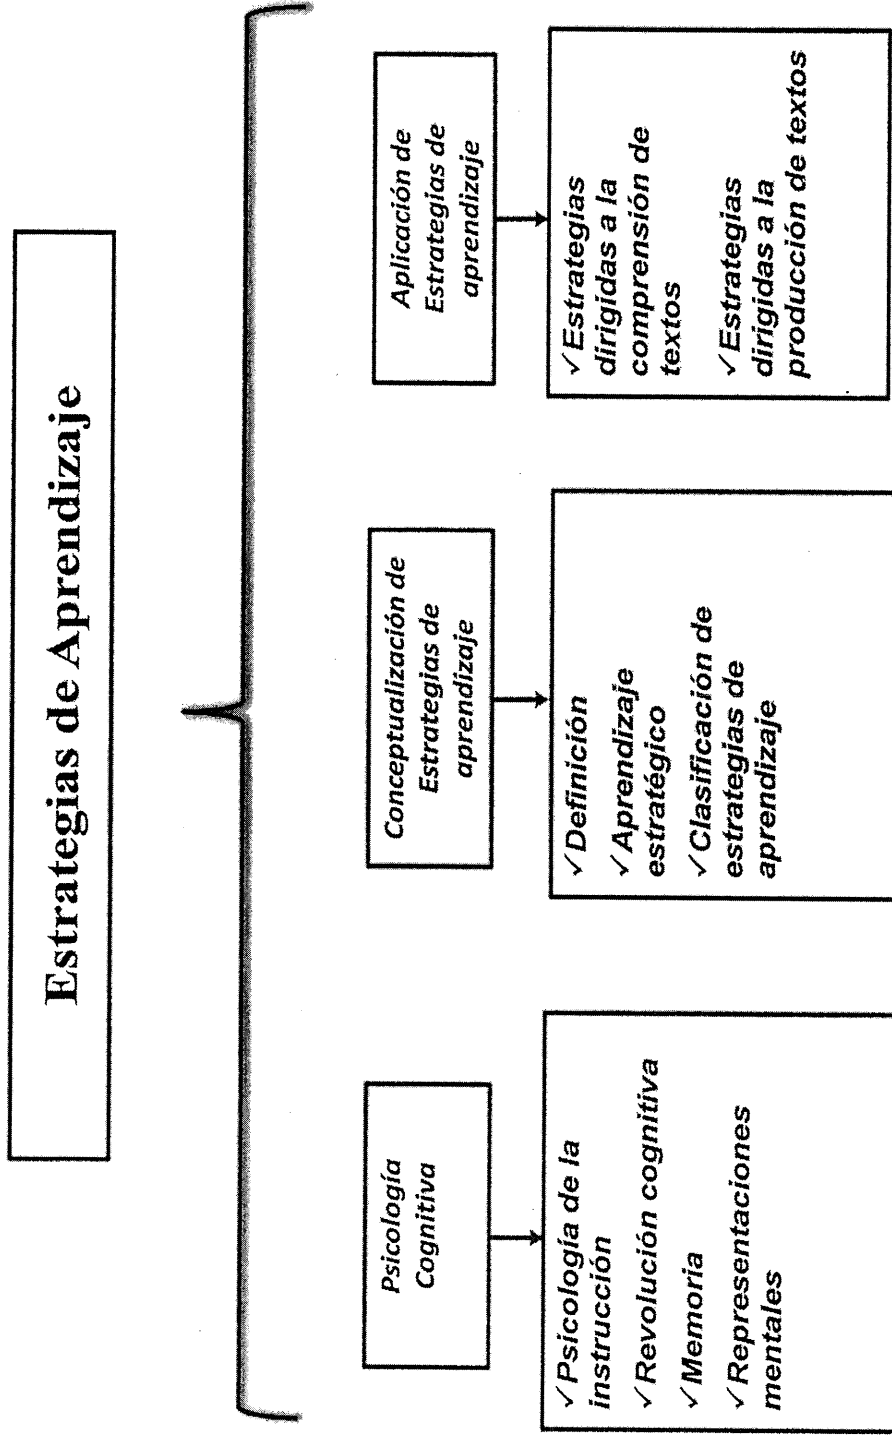 Estrategias de Aprendizaje
Psicología
Cognitiva
✓Psicología de la
instrucción
✓Revolución cognitiva
✓Memoria
✓Representaciones
mentales
Conceptualización de
Estrategias de
aprendizaje
✓Definición
✓Aprendizaje
estratégico
✓Clasificación de
estrategias de
aprendizaje
Aplicación de
Estrategias de
aprendizaje
✓Estrategias
dirigidas a la
comprensión de
textos
✓Estrategias
dirigidas a la
producción de textos